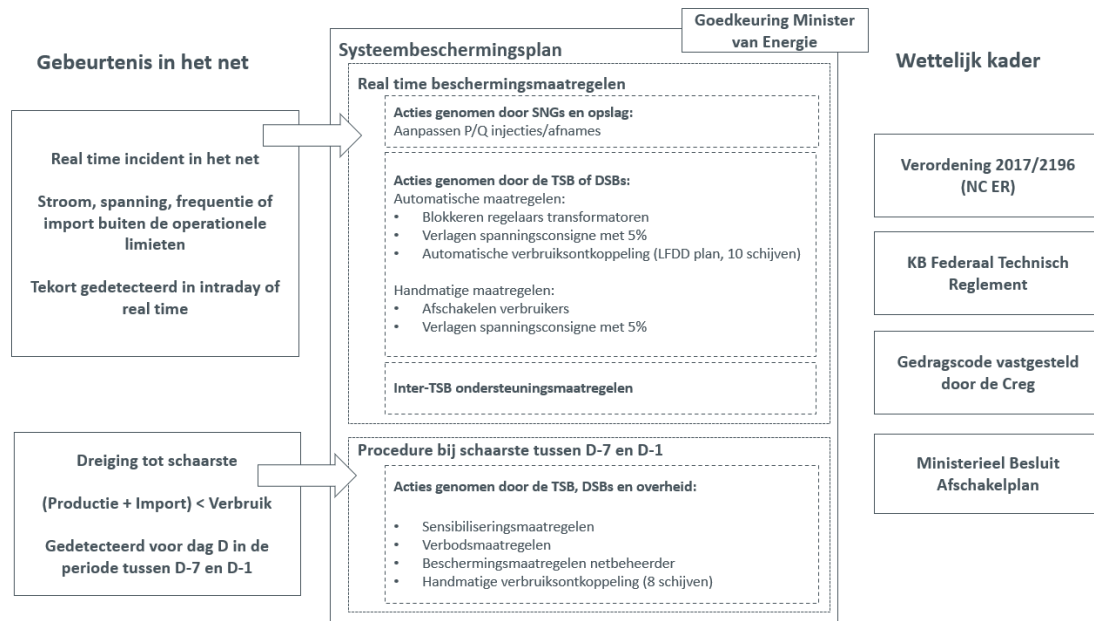 Goedkeuring Minister
van Energie
Gebeurtenis in het net
Systeembeschermingsplan
Wettelijk kader
Real time incident in het net
Stroom, spanning, frequentie of
import buiten de operationele
limieten
Tekort gedetecteerd in intraday of
real time
Real time beschermingsmaatregelen
Acties genomen door SNGs en opslag:
Aanpassen P/Q injecties/afnames
Acties genomen door de TSB of DSBs:
Automatische maatregelen:
• Blokkeren regelaars transformatoren
• Verlagen spanningsconsigne met 5%
• Automatische verbruiksontkoppeling (LFDD plan, 10 schijven)
Handmatige maatregelen:
• Afschakelen verbruikers
• Verlagen spanningsconsigne met 5%
Inter-TSB ondersteuningsmaatregelen
Verordening 2017/2196
(NC ER)
KB Federaal Technisch
Reglement
Gedragscode vastgesteld
door de Creg
Ministerieel Besluit
Afschakelplan
Dreiging tot schaarste
(Productie + Import) < Verbruik
Gedetecteerd voor dag D in de
periode tussen D-7 en D-1
Procedure bij schaarste tussen D-7 en D-1
Acties genomen door de TSB, DSBs en overheid:
• Sensibiliseringsmaatregelen
• Verbodsmaatregelen
• Beschermingsmaatregelen netbeheerder
• Handmatige verbruiksontkoppeling (8 schijven)